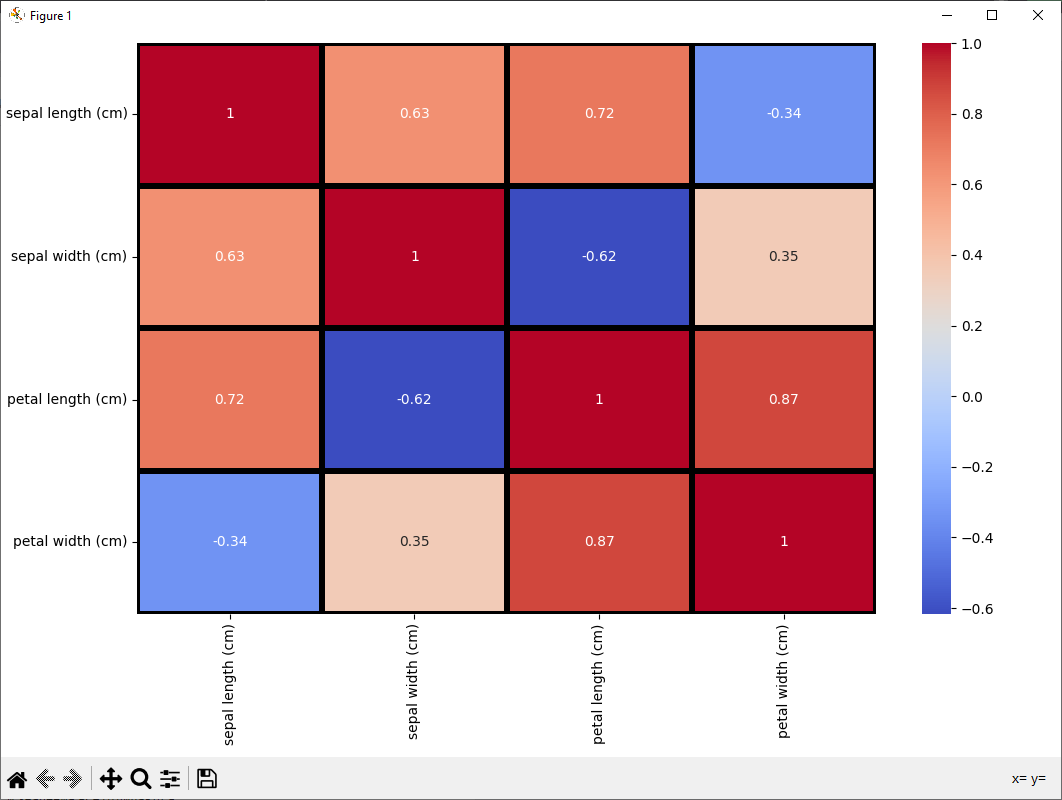 Figure 1
1.0
sepal length (cm)
1
0.63
0.72
-0.34
0.8
0.6
sepal width (cm)
0.63
1
-0.62
0.35
0.4
0.2
petal length (cm)
0.72
-0.62
1
0.87
0.0
−0.2
petal width (cm)
-0.34
0.35
0.87
1
−0.4
−0.6
sepal length (cm)
sepal width (cm)
petal length (cm)
petal width (cm)
x= y=